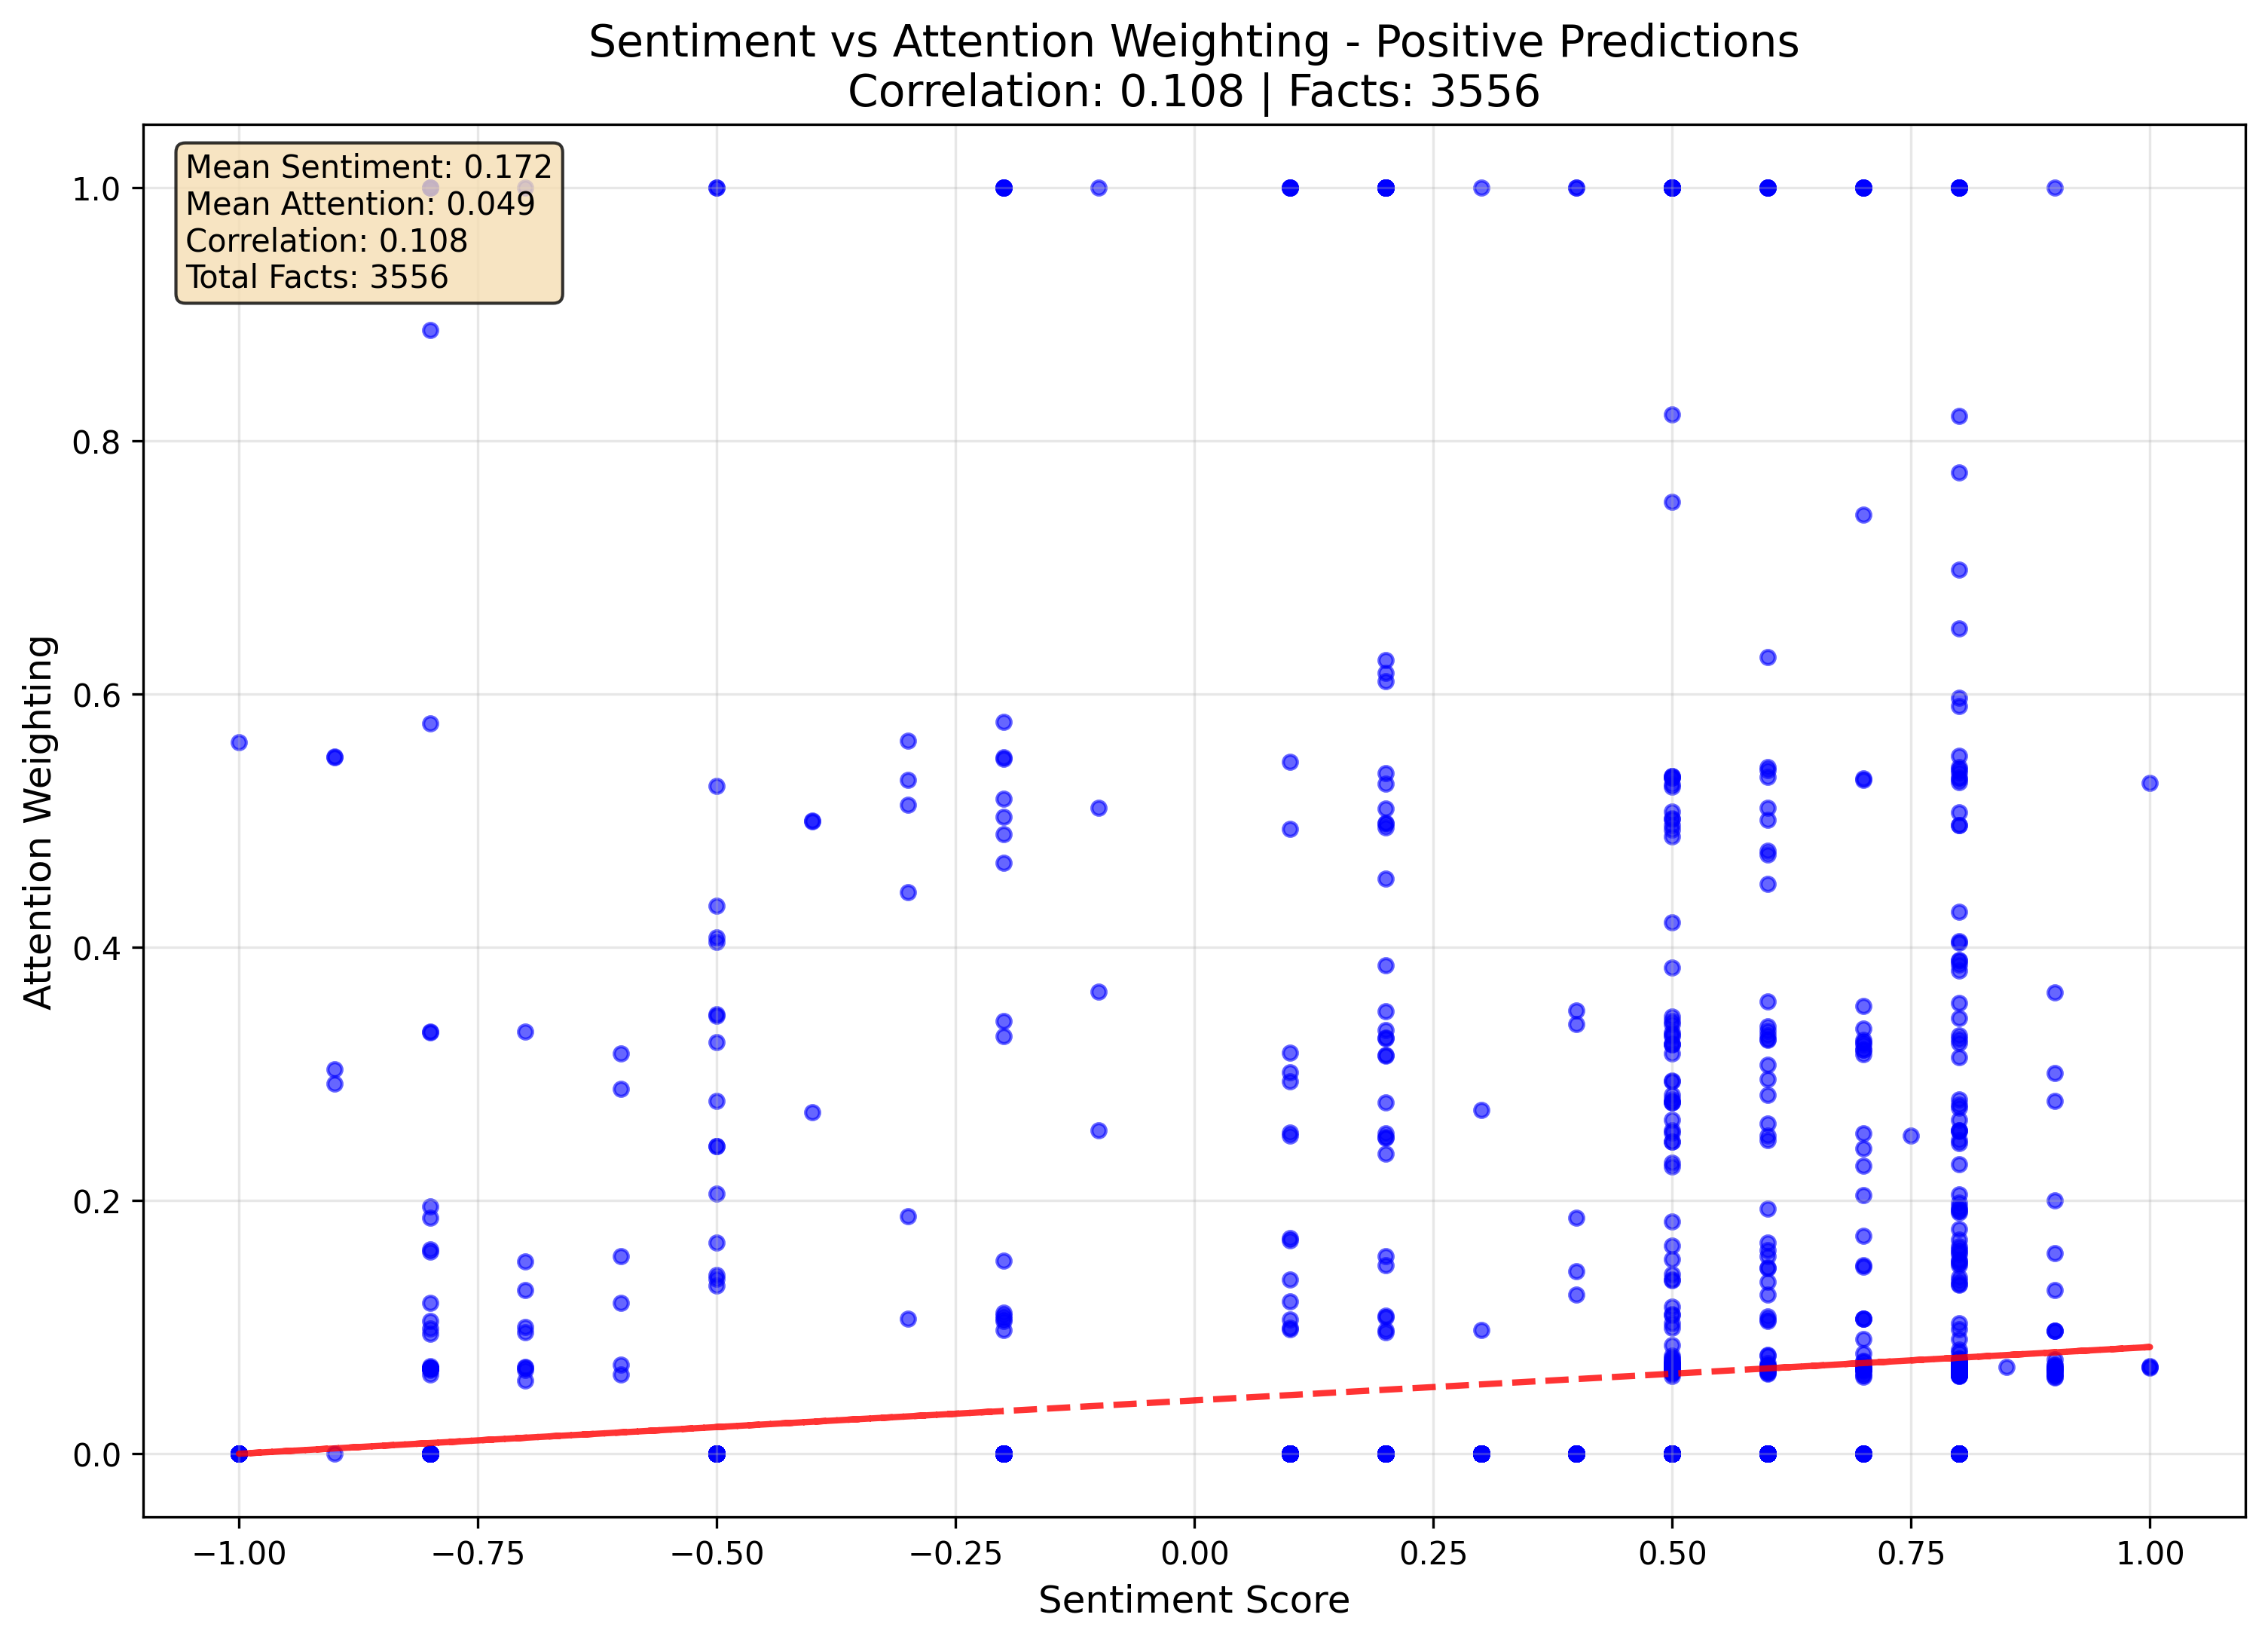 Sentiment vs Attention Weighting - Positive Predictions
Correlation: 0.108 | Facts: 3556
Mean Sentiment: 0.172
Mean Attention: 0.049
Correlation: 0.108
Total Facts: 3556
1.0
0.8
0.6
0.4
0.2
0.0
Attention Weighting
−1.00 −0.75 −0.50 −0.25 0.00 0.25 0.50 0.75 1.00
Sentiment Score